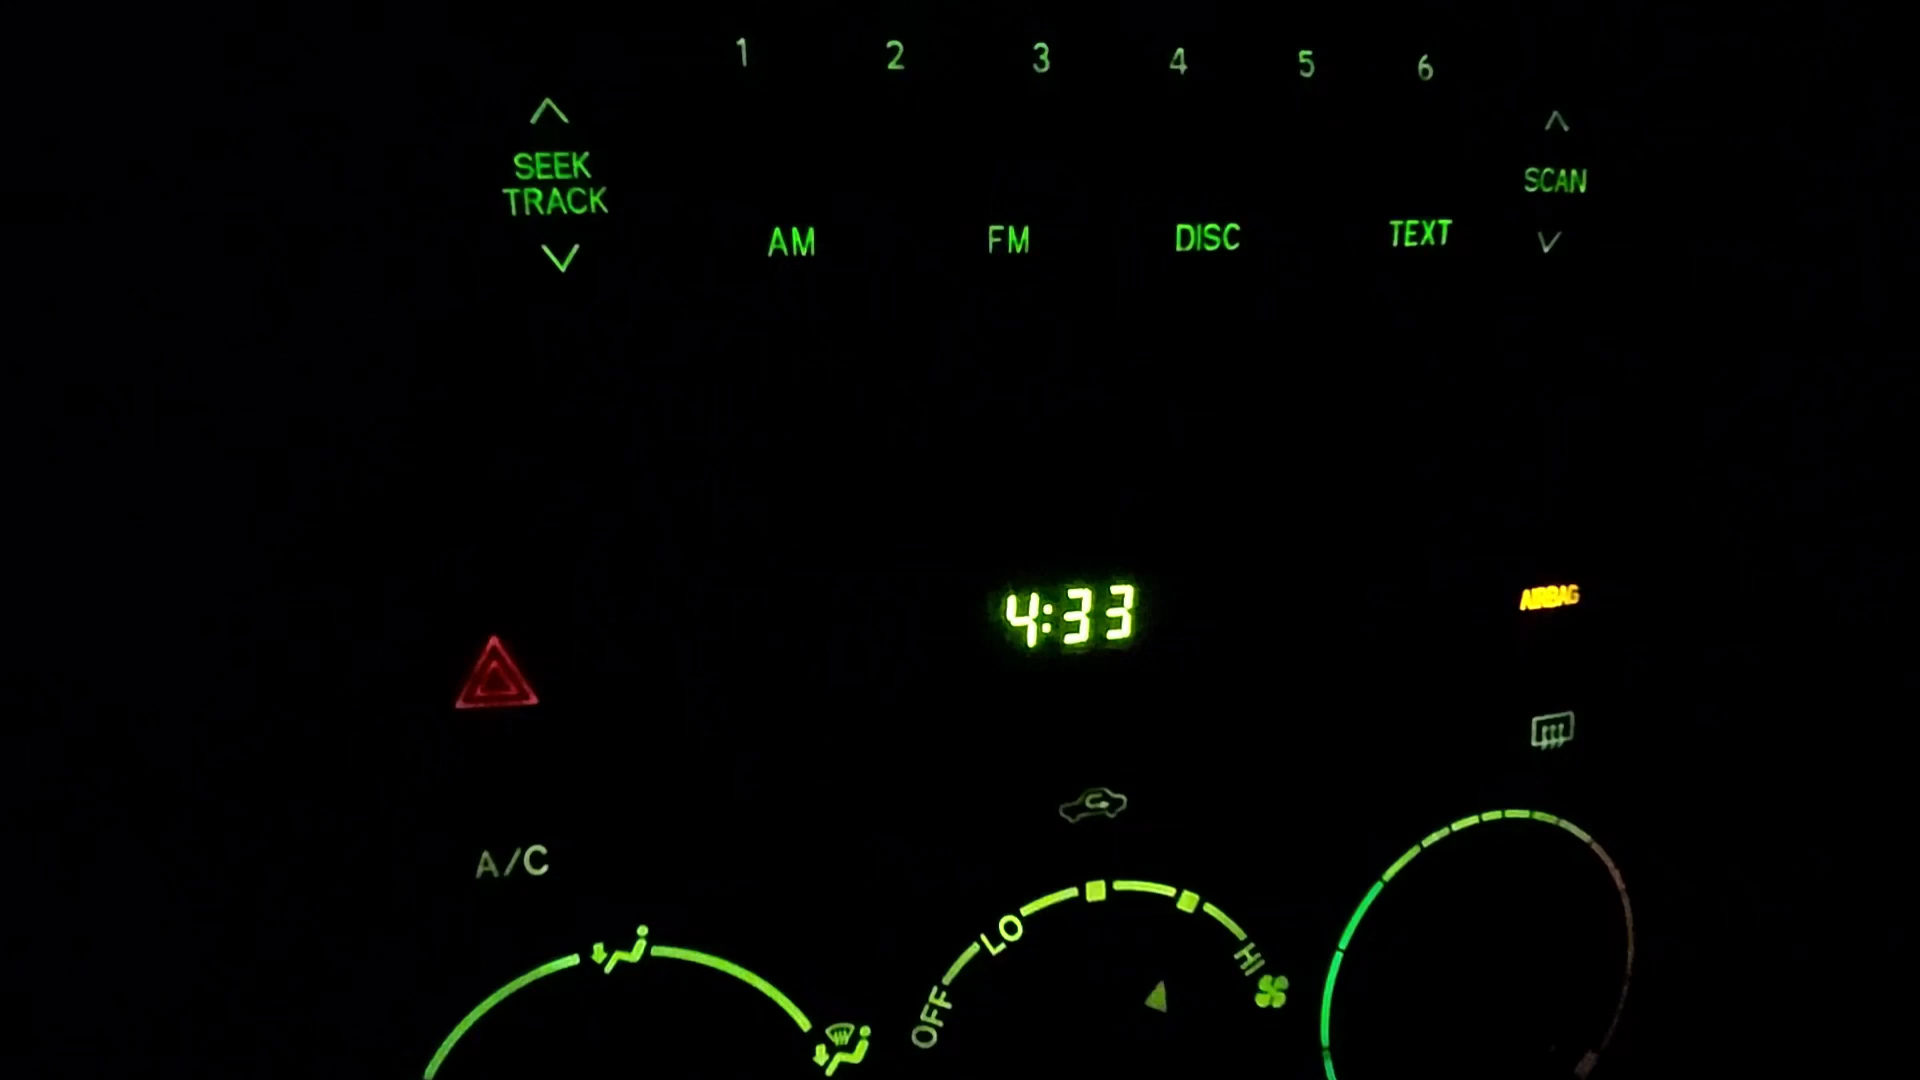 1 2 3 4 5 6
SEEK
TRACK
SCAN
AM FM DISC TEXT
4:33
AIRBAG
A/C
OFF LO HI